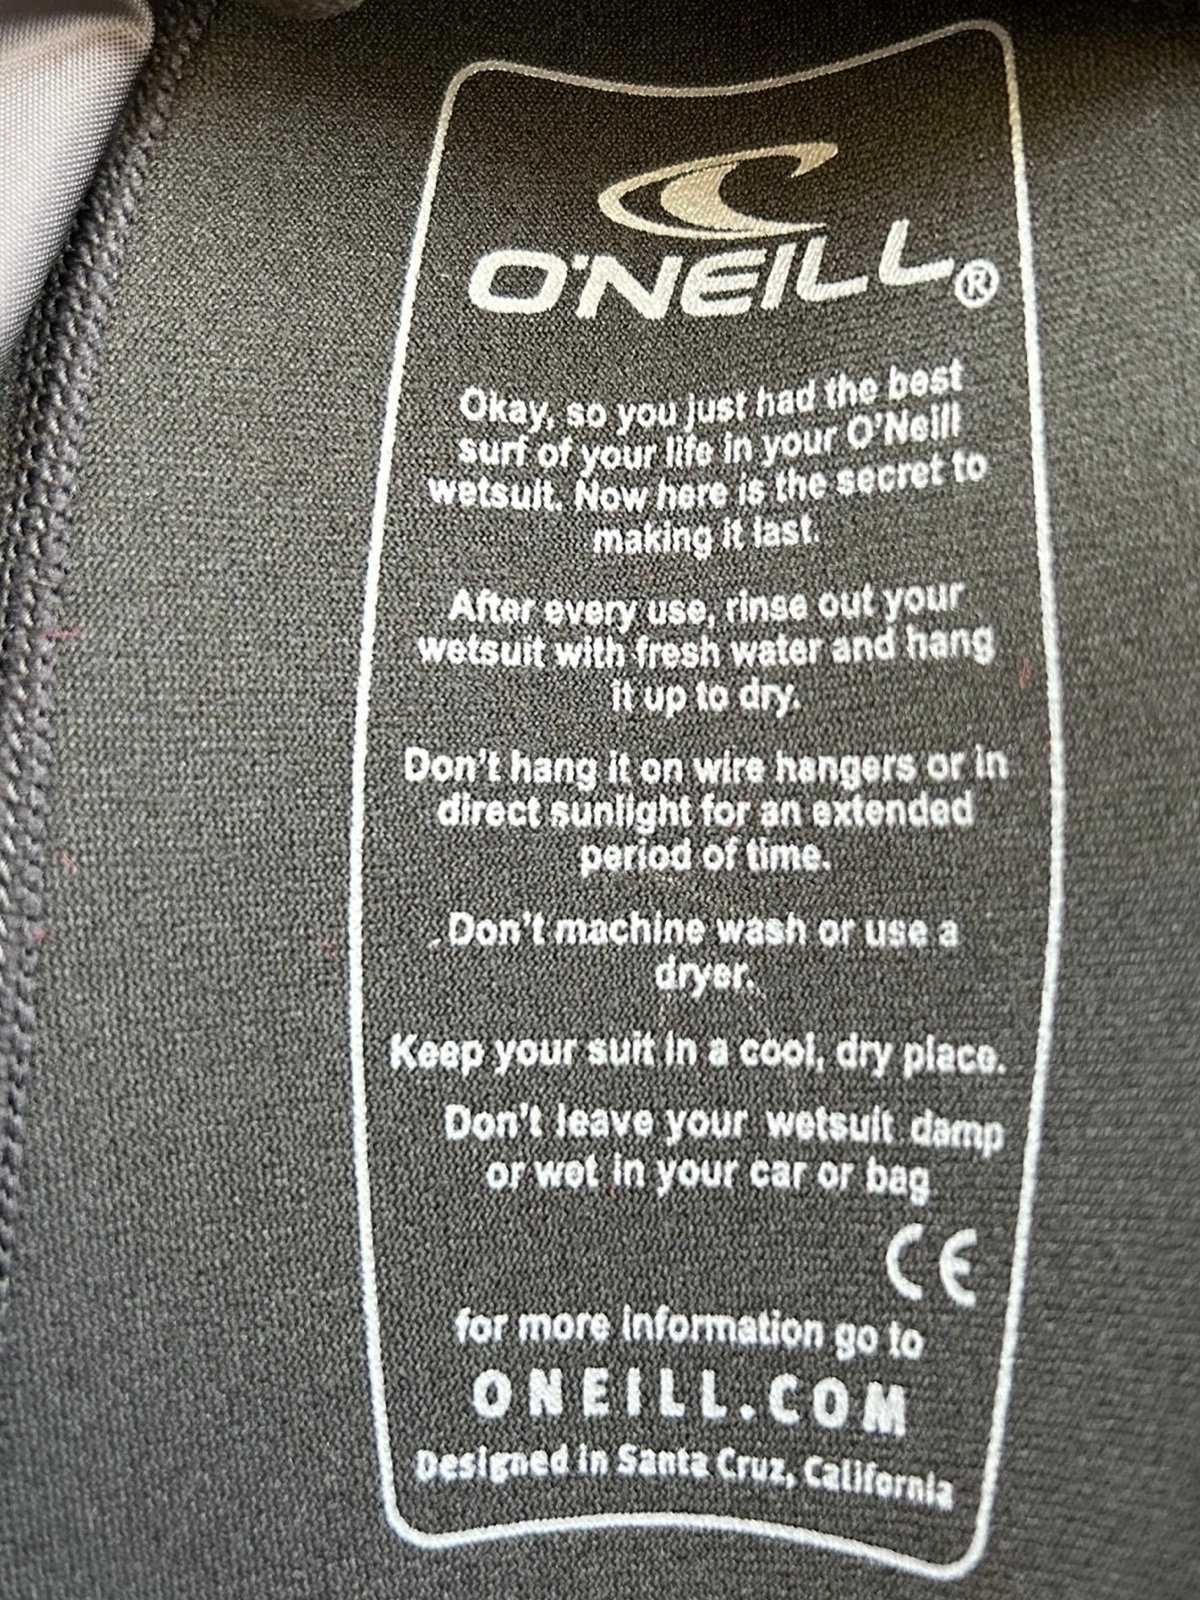 O'NEILL®
Okay, so you just had the best
surf of your life in your O'Neill
wetsuit. Now here is the secret to
making it last.
After every use, rinse out your
wetsuit with fresh water and hang
it up to dry.
Don't hang it on wire hangers or in
direct sunlight for an extended
period of time.
Don't machine wash or use a
dryer.
Keep your suit in a cool, dry place.
Don't leave your wetsuit damp
or wet in your car or bag
CE
for more information go to
ONEILL.COM
Designed in Santa Cruz, California